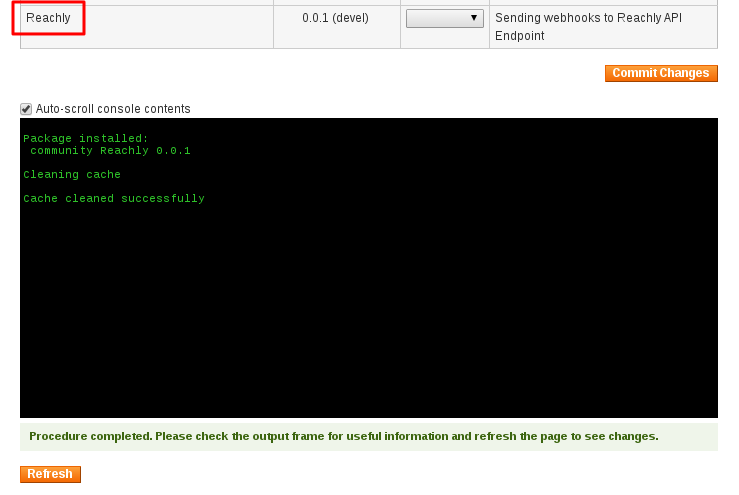 Reachly 0.0.1 (devel) Sending webhooks to Reachly API
Endpoint
Commit Changes
Auto-scroll console contents
Package installed:
community Reachly 0.0.1
Cleaning cache
Cache cleaned successfully
Procedure completed. Please check the output frame for useful information and refresh the page to see changes.
Refresh